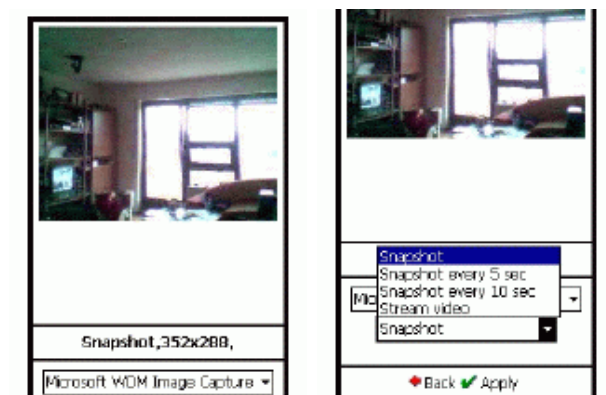 Snapshot,352x288,
Microsoft WDM Image Capture
Snapshot
Snapshot every 5 sec
Snapshot every 10 sec
Stream video
Mic
Snapshot
Back Apply